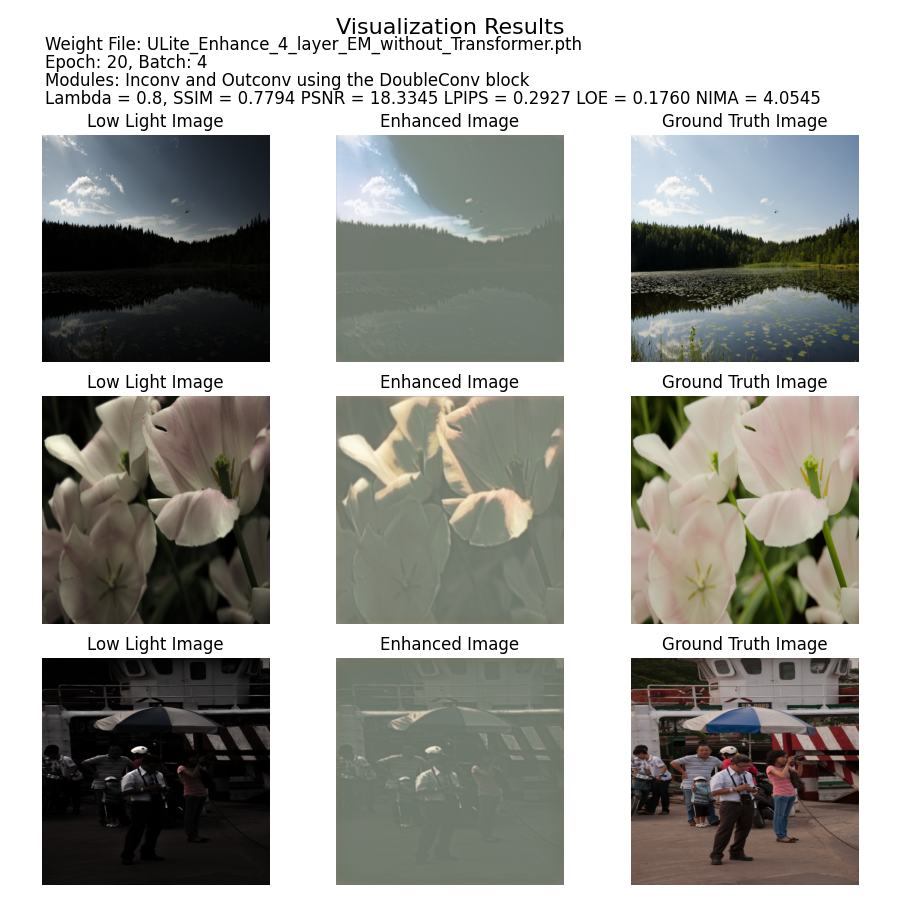 Visualization Results
Weight File: ULite_Enhance_4_layer_EM_without_Transformer.pth
Epoch: 20, Batch: 4
Modules: Inconv and Outconv using the DoubleConv block
Lambda = 0.8, SSIM = 0.7794 PSNR = 18.3345 LPIPS = 0.2927 LOE = 0.1760 NIMA = 4.0545
Low Light Image
Enhanced Image
Ground Truth Image
Low Light Image
Enhanced Image
Ground Truth Image
Low Light Image
Enhanced Image
Ground Truth Image